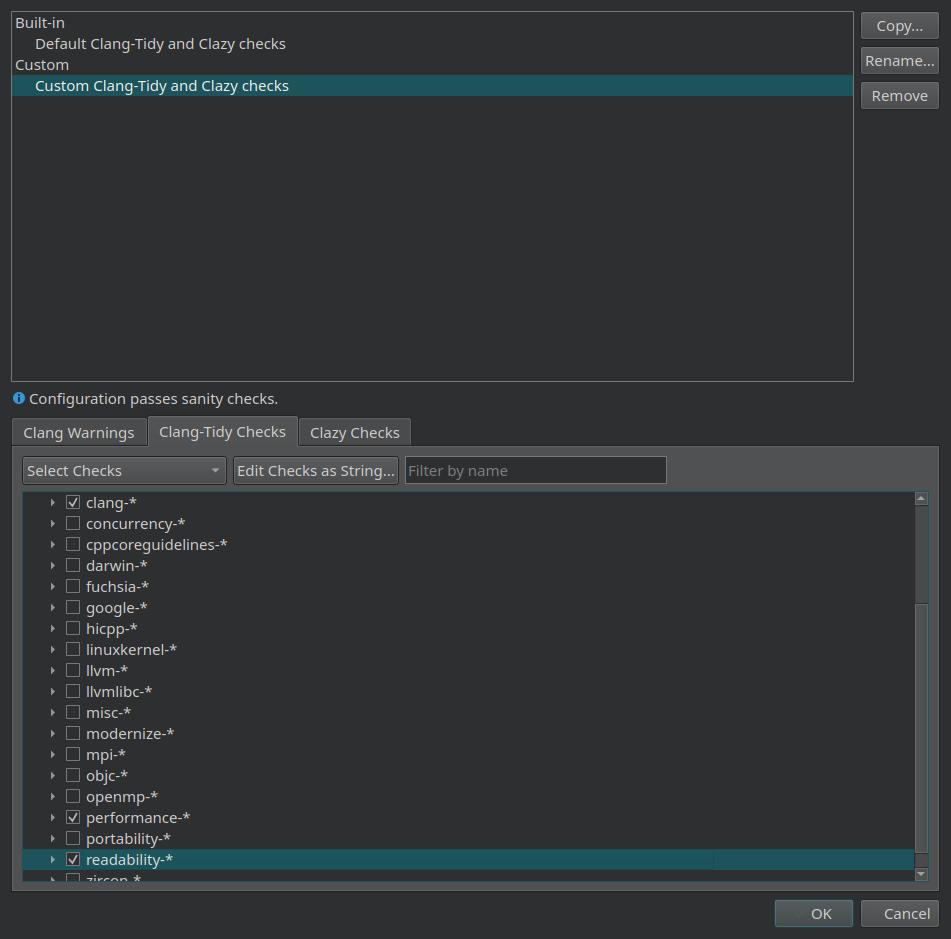 Built-in
Copy...
Default Clang-Tidy and Clazy checks
Custom
Rename...
Custom Clang-Tidy and Clazy checks
Remove
Configuration passes sanity checks.
Clang Warnings Clang-Tidy Checks Clazy Checks
Select Checks Edit Checks as String... Filter by name
clang-*
concurrency-*
cppcoreguidelines-*
darwin-*
fuchsia-*
google-*
hicpp-*
linuxkernel-*
llvm-*
llvmlibc-*
misc-*
modernize-*
mpi-*
objc-*
openmp-*
performance-*
portability-*
readability-*
zircon-*
OK Cancel